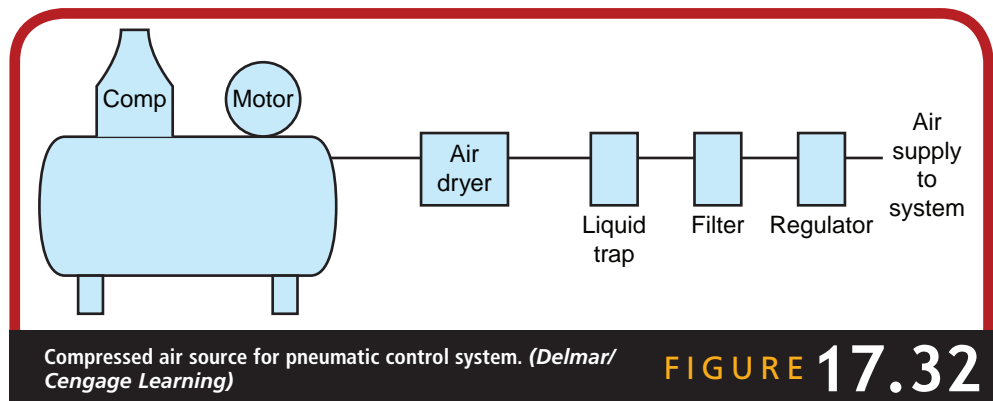 Comp
Motor
Air
dryer
Liquid
trap
Filter
Regulator
Air
supply
to
system
Compressed air source for pneumatic control system. (Delmar/
Cengage Learning)
FIGURE 17.32